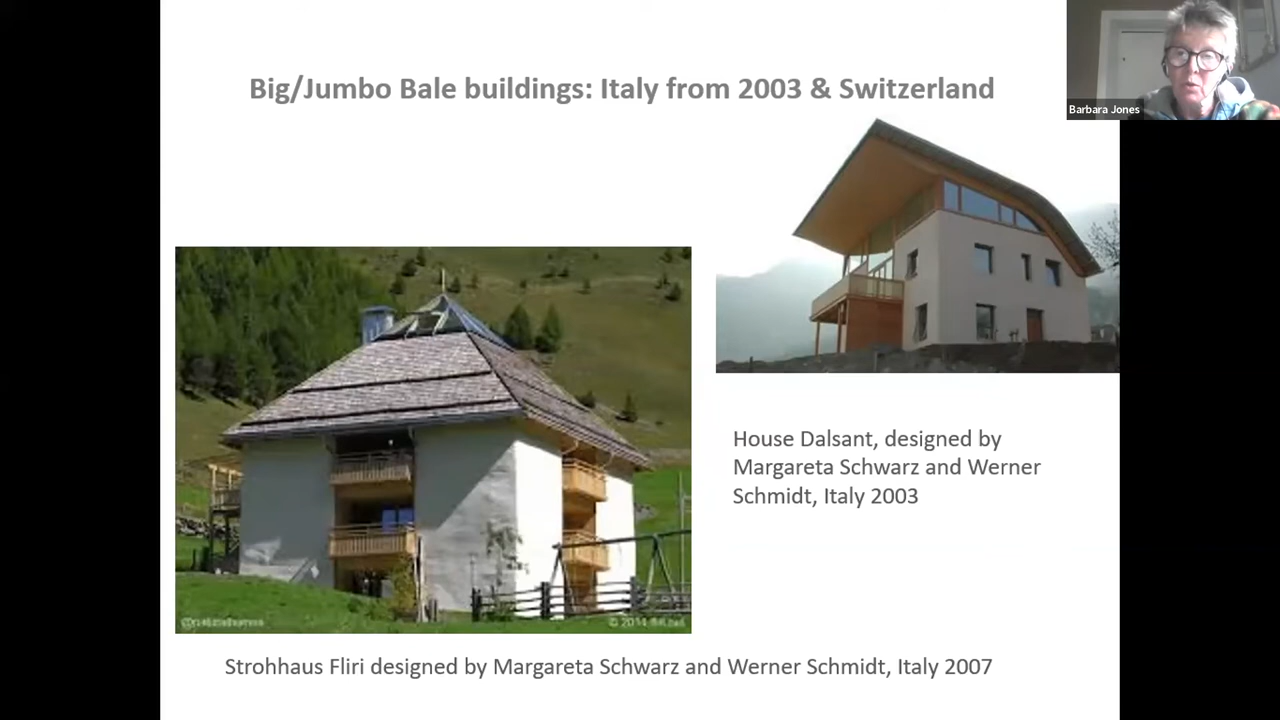 Big/Jumbo Bale buildings: Italy from 2003 & Switzerland
Barbara Jones
House Dalsant, designed by
Margareta Schwarz and Werner
Schmidt, Italy 2003
© 2011
Strohhaus Fliri designed by Margareta Schwarz and Werner Schmidt, Italy 2007